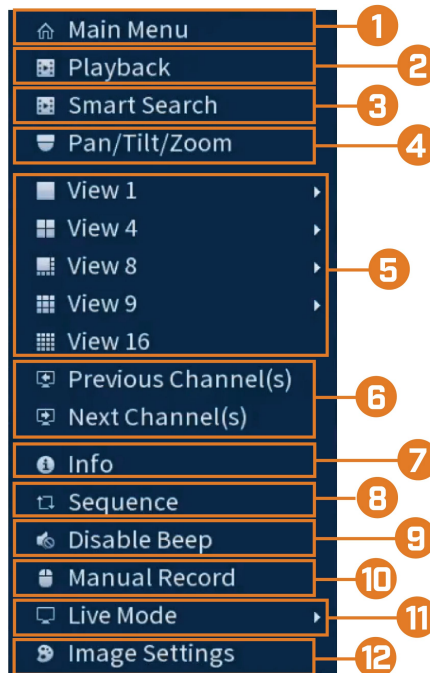 Main Menu 1
Playback 2
Smart Search 3
Pan/Tilt/Zoom 4
View 1
View 4
View 8 5
View 9
View 16
Previous Channel(s) 6
Next Channel(s)
Info 7
Sequence 8
Disable Beep 9
Manual Record 10
Live Mode 11
Image Settings 12